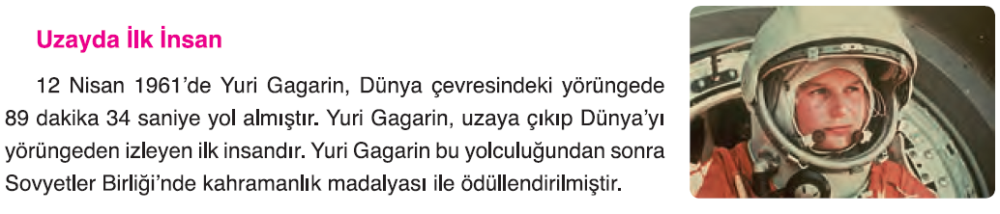 Uzayda İlk İnsan
12 Nisan 1961’de Yuri Gagarin, Dünya çevresindeki yörüngede
89 dakika 34 saniye yol almıştır. Yuri Gagarin, uzaya çıkıp Dünya’yı
yörüngeden izleyen ilk insandır. Yuri Gagarin bu yolculuğundan sonra
Sovyetler Birliği’nde kahramanlık madalyası ile ödüllendirilmiştir.